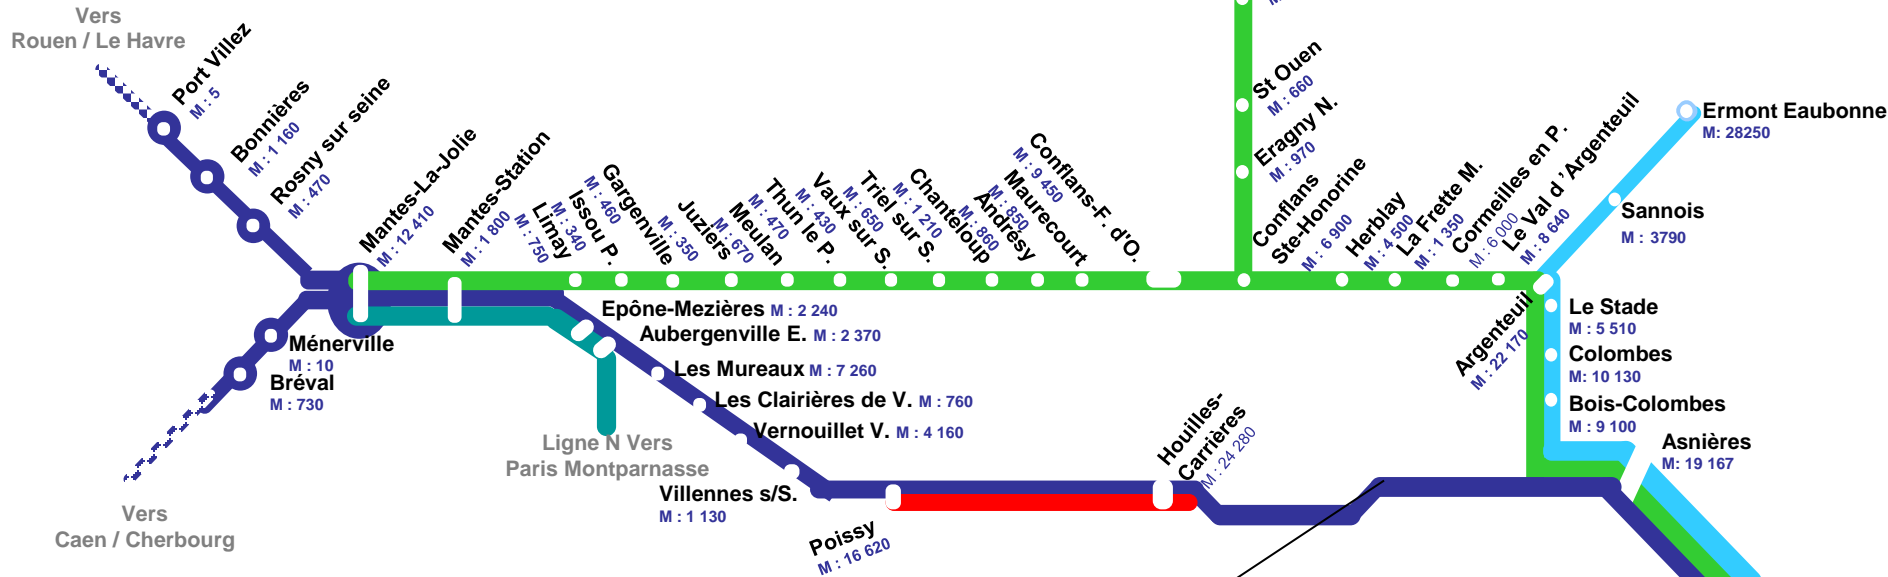 Vers
Rouen / Le Havre
Port Villez
M : 5
Bonnières
M : 1 160
Rosny sur seine
M : 470
Mantes-La-Jolie
M : 12 410
Mantes-Station
M : 1 800
Limay
M : 750
Issou P.
M : 340
Gargenville
M : 460
Juziers
M : 350
Meulan
M : 670
Thun le P.
M : 470
Vaux sur S.
M : 430
Triel sur S.
M : 650
Chanteloup
M : 1 210
Andrésy
M : 860
Maurecourt
M : 850
Conflans-F. d'O.
M : 9 450
St Ouen
M : 660
Eragny N.
M : 970
Conflans
Ste-Honorine
M : 6 900
Herblay
M : 4 500
La Frette M.
M : 1 350
Cormeilles en P.
M : 6 000
Le Val d 'Argenteuil
M : 8 640
Ermont Eaubonne
M: 28250
Sannois
M : 3790
Argenteuil
M : 22 170
Le Stade
M : 5 510
Colombes
M: 10 130
Bois-Colombes
M : 9 100
Asnières
M: 19 167
Ménerville
M : 10
Bréval
M : 730
Vers
Caen / Cherbourg
Epône-Mezières M : 2 240
Aubergenville E. M : 2 370
Les Mureaux M : 7 260
Les Clairières de V. M : 760
Vernouillet V. M : 4 160
Ligne N Vers
Paris Montparnasse
Villennes s/S.
M : 1 130
Poissy
M : 16 620
Houilles-
Carrières
M : 24 280